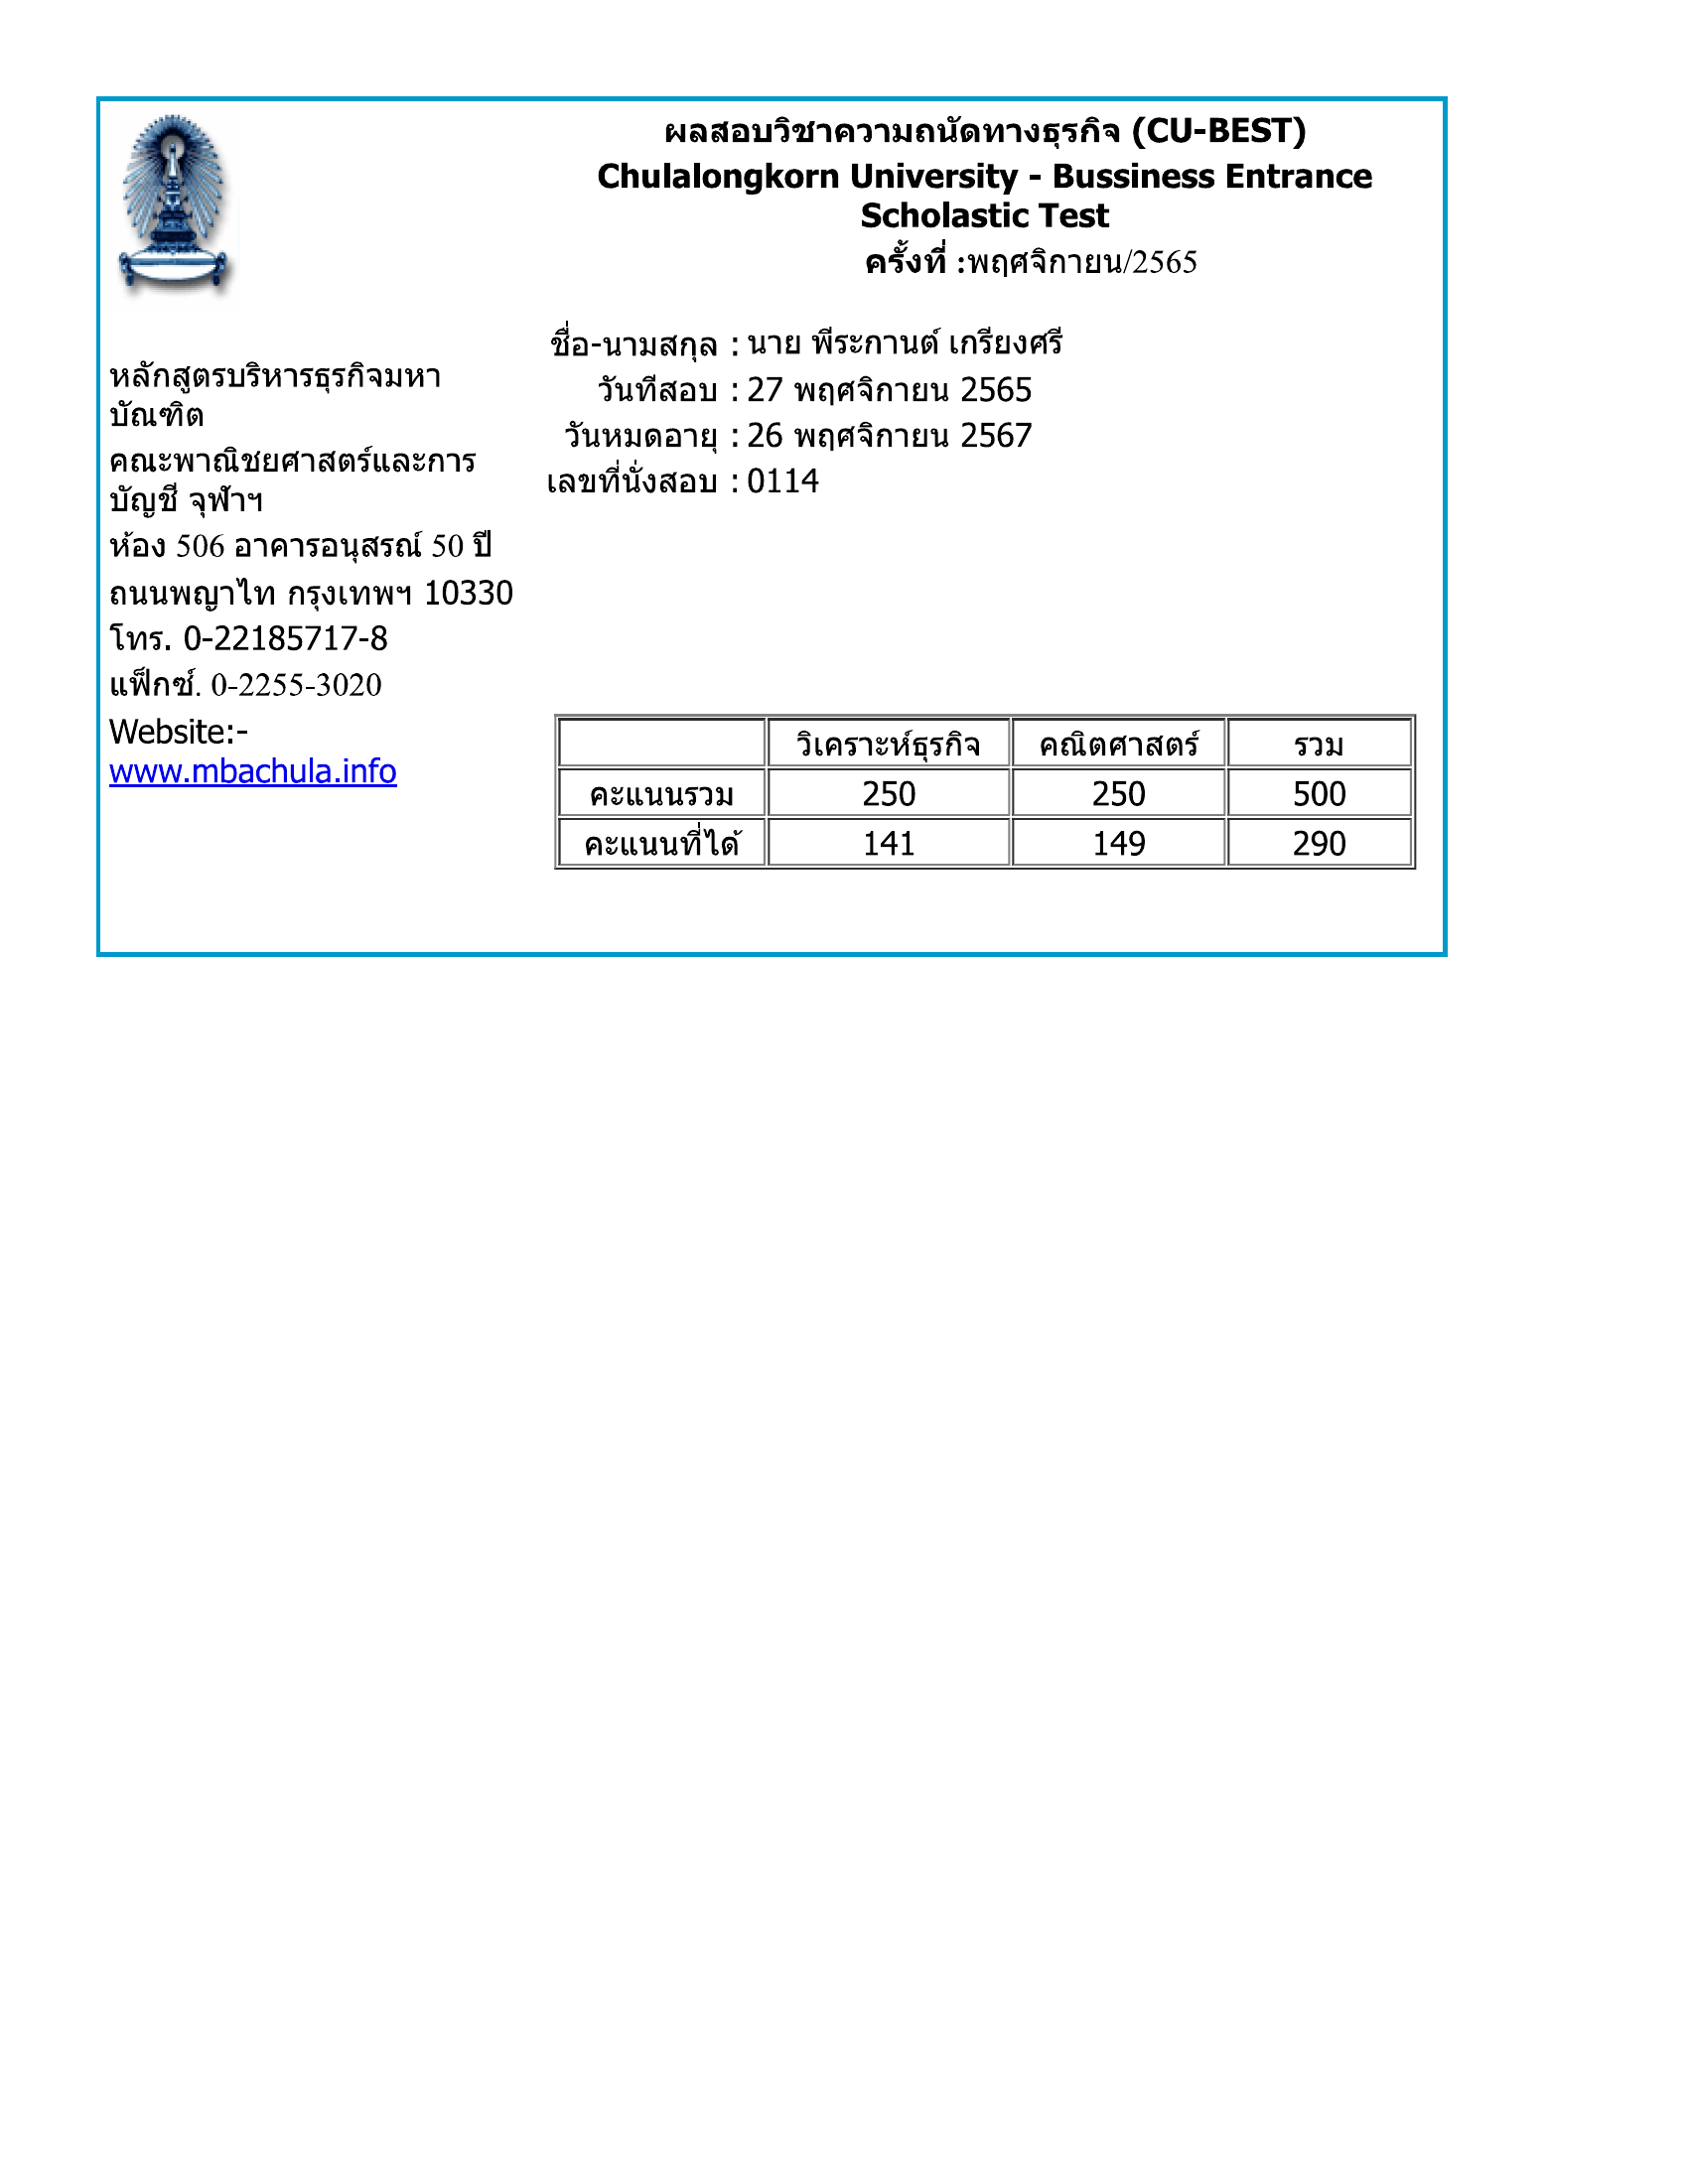 ผลสอบวิชาความถนัดทางธุรกิจ (CU-BEST)
Chulalongkorn University - Bussiness Entrance
Scholastic Test
ครั้งที่ :พฤศจิกายน/2565
หลักสูตรบริหารธุรกิจมหา
บัณฑิต
คณะพาณิชยศาสตร์และการ
บัญชี จุฬาฯ
ห้อง 506 อาคารอนุสรณ์ 50 ปี
ถนนพญาไท กรุงเทพฯ 10330
โทร. 0-22185717-8
แฟ็กซ์. 0-2255-3020
Website:-
www.mbachula.info
ชื่อ-นามสกุล : นาย พีระกานต์ เกรียงศรี
วันทีสอบ : 27 พฤศจิกายน 2565
วันหมดอายุ : 26 พฤศจิกายน 2567
เลขที่นั่งสอบ : 0114
วิเคราะห์ธุรกิจ คณิตศาสตร์ รวม
คะแนนรวม 250 250 500
คะแนนที่ได้ 141 149 290